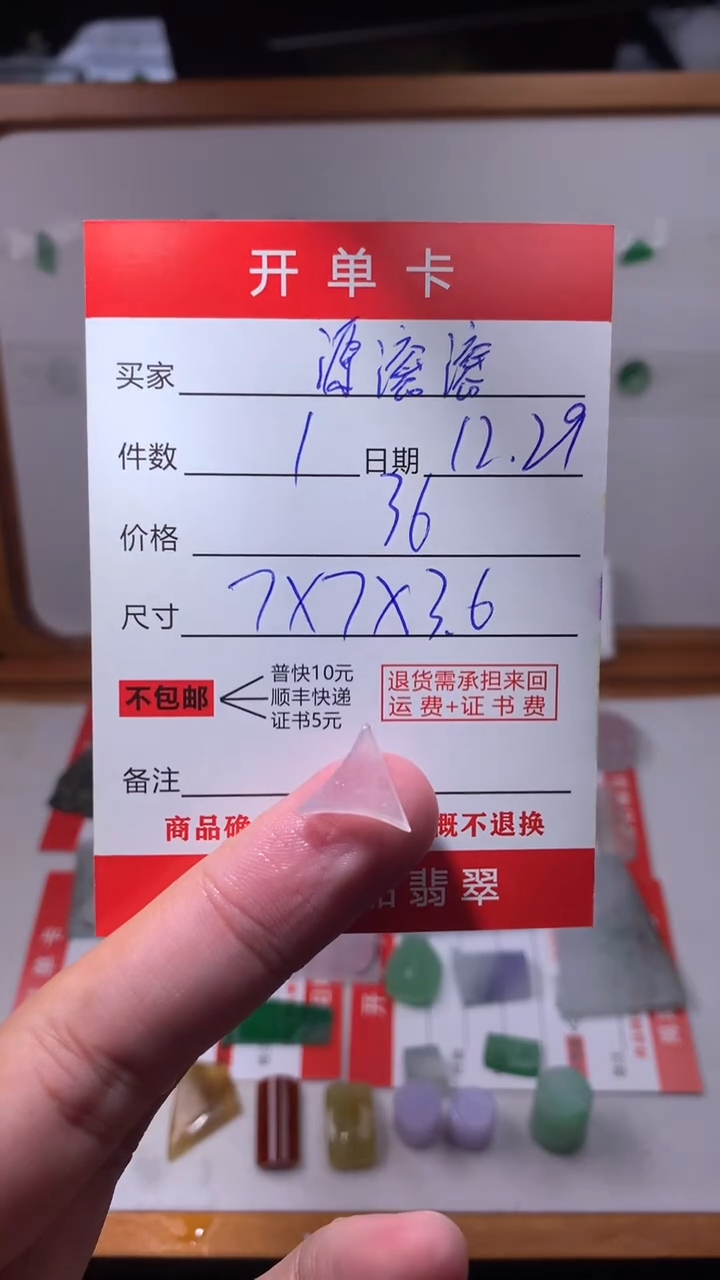 开单卡
买家 源滚滚
件数 1 日期 12.29
价格 36
尺寸 7X7X3.6
不包邮
普快10元
顺丰快递
证书5元
退货需承担来回
运费+证书费
备注
商品确
概不退换
翡翠